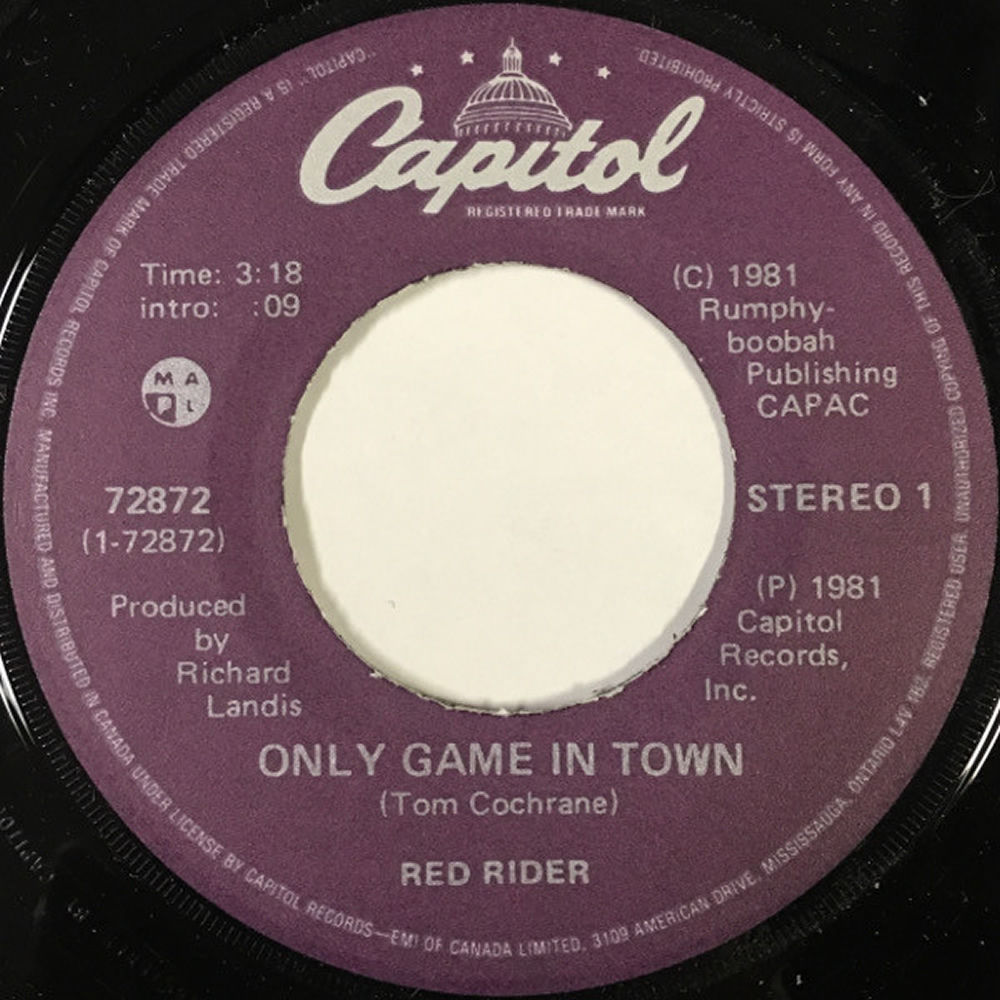 Capitol
REGISTERED TRADE MARK
Time: 3:18
intro: :09
M A
P L
(C) 1981
Rumphy-
boobah
Publishing
CAPAC
72872
(1-72872)
STEREO 1
Produced
by
Richard
Landis
(P) 1981
Capitol
Records,
Inc.
ONLY GAME IN TOWN
(Tom Cochrane)
RED RIDER
"CAPITOL" IS A REGISTERED TRADE MARK OF CAPITOL RECORDS INC. MANUFACTURED AND DISTRIBUTED IN CANADA UNDER LICENSE BY CAPITOL RECORDS—EMI OF CANADA LIMITED, 3109 AMERICAN DRIVE, MISSISSAUGA, ONTARIO L4V 1B2. REGISTERED USER. UNAUTHORIZED COPYING OF THIS RECORD IN ANY FORM IS STRICTLY PROHIBITED.